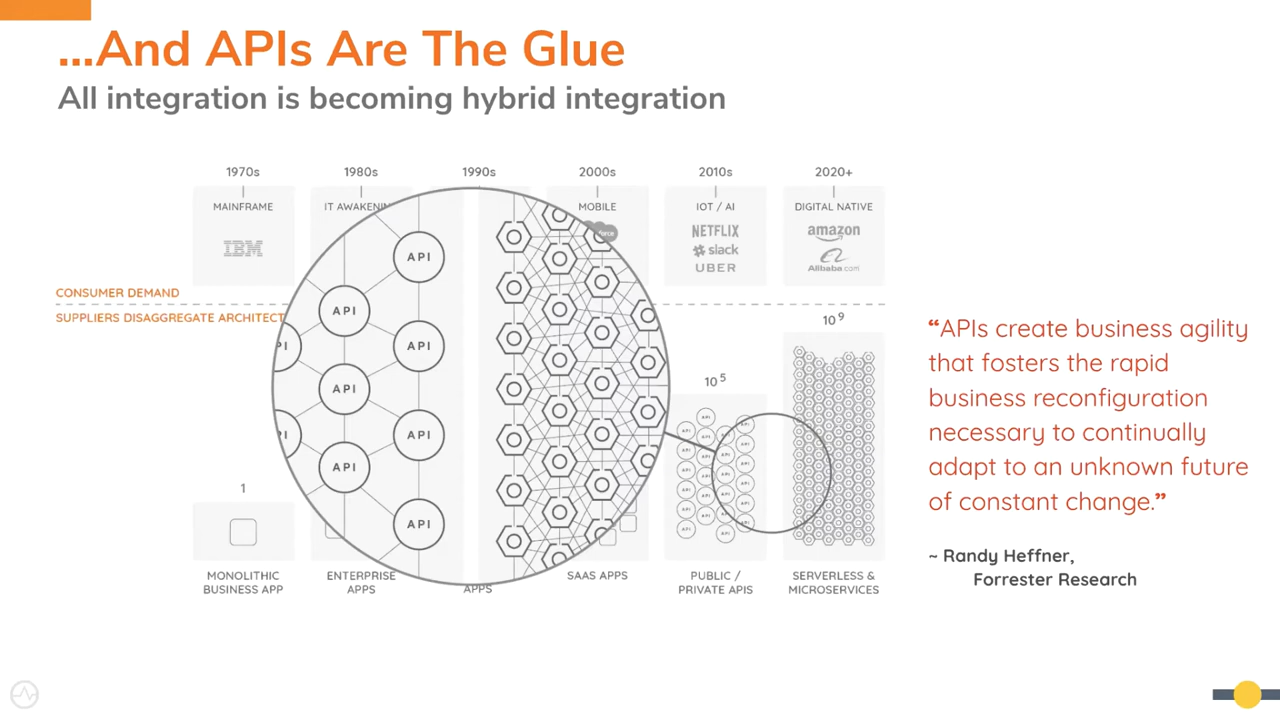 ...And APIs Are The Glue
All integration is becoming hybrid integration
1970s
1980s
1990s
2000s
2010s
2020+
MAINFRAME
IT AWAKENIN
MOBILE
IOT / AI
DIGITAL NATIVE
IBM
force
NETFLIX
slack
UBER
amazon
Alibaba.com
CONSUMER DEMAND
SUPPLIERS DISAGGREGATE ARCHITECT
API
API
API
PI
API
API
PI
API
API
1
10 5
10 9
MONOLITHIC
BUSINESS APP
ENTERPRISE
APPS
APPS
SAAS APPS
PUBLIC /
PRIVATE APIS
SERVERLESS &
MICROSERVICES
“APIs create business agility
that fosters the rapid
business reconfiguration
necessary to continually
adapt to an unknown future
of constant change.”
~ Randy Heffner,
Forrester Research